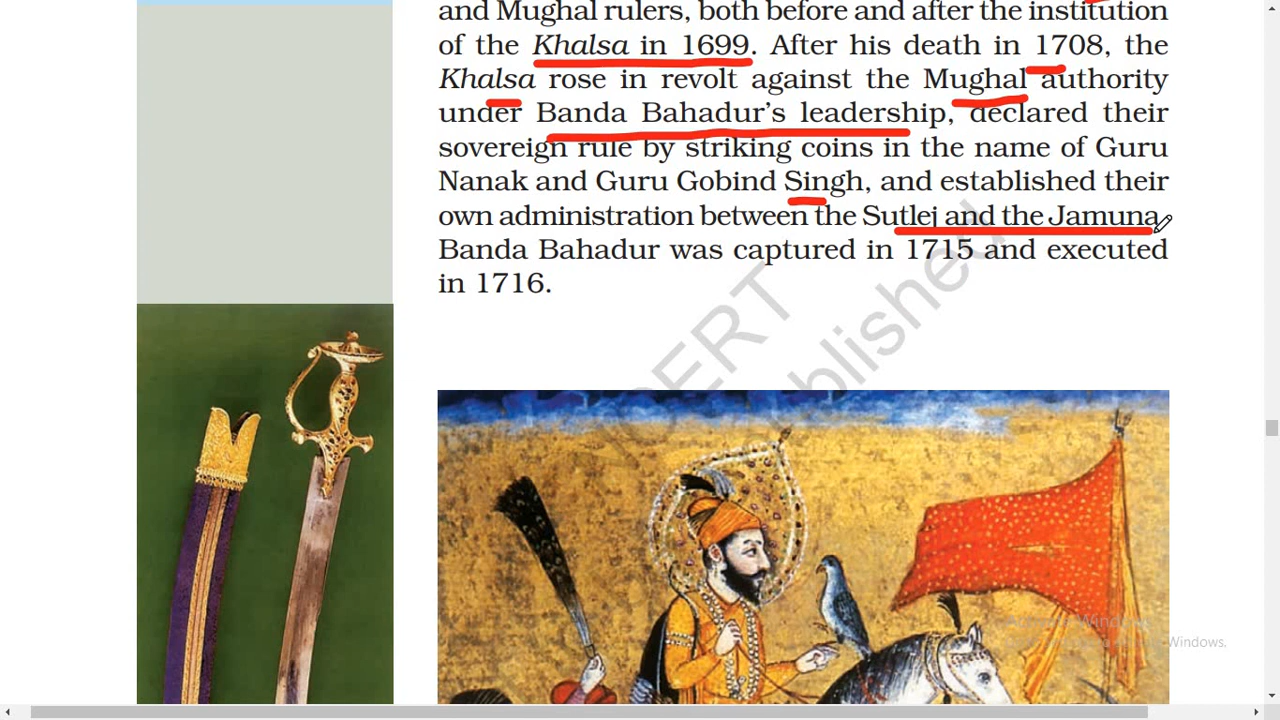 and Mughal rulers, both before and after the institution
of the Khalsa in 1699. After his death in 1708, the
Khalsa rose in revolt against the Mughal authority
under Banda Bahadur's leadership, declared their
sovereign rule by striking coins in the name of Guru
Nanak and Guru Gobind Singh, and established their
own administration between the Sutlej and the Jamuna.
Banda Bahadur was captured in 1715 and executed
in 1716.